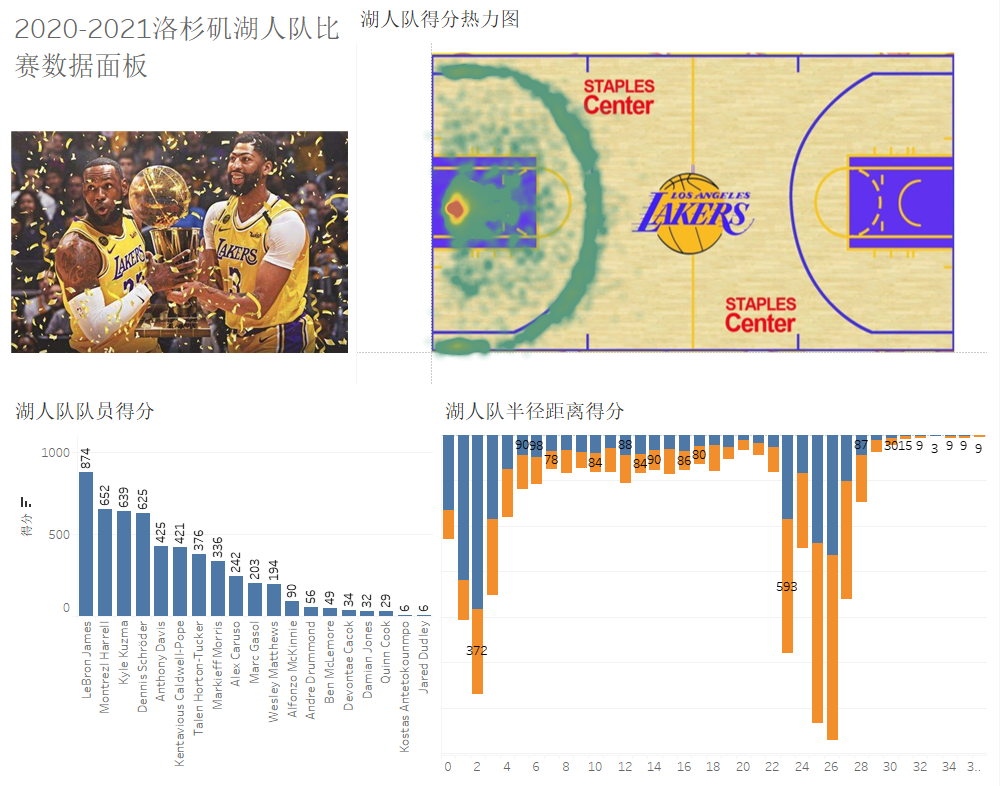 2020-2021洛杉矶湖人队比
赛数据面板
湖人队得分热力图
STAPLES
Center
LOS ANGELES
LAKERS
STAPLES
Center
LAKERS
LAKERS
3
湖人队队员得分
得分
1000
500
0
874
652
639
625
425
421
376
336
242
203
194
90
56
49
34
32
29
6
6
LeBron James
Montrezl Harrell
Kyle Kuzma
Dennis Schröder
Anthony Davis
Kentavious Caldwell-Pope
Talen Horton-Tucker
Markieff Morris
Alex Caruso
Marc Gasol
Wesley Matthews
Alfonzo McKinnie
Andre Drummond
Ben McLemore
Devontae Cacok
Damian Jones
Quinn Cook
Kostas Antetokounmpo
Jared Dudley
湖人队半径距离得分
372
90
98
78
84
88
84
90
86
80
593
87
30
15
9
3
9
9
9
0 2 4 6 8 10 12 14 16 18 20 22 24 26 28 30 32 34 3..